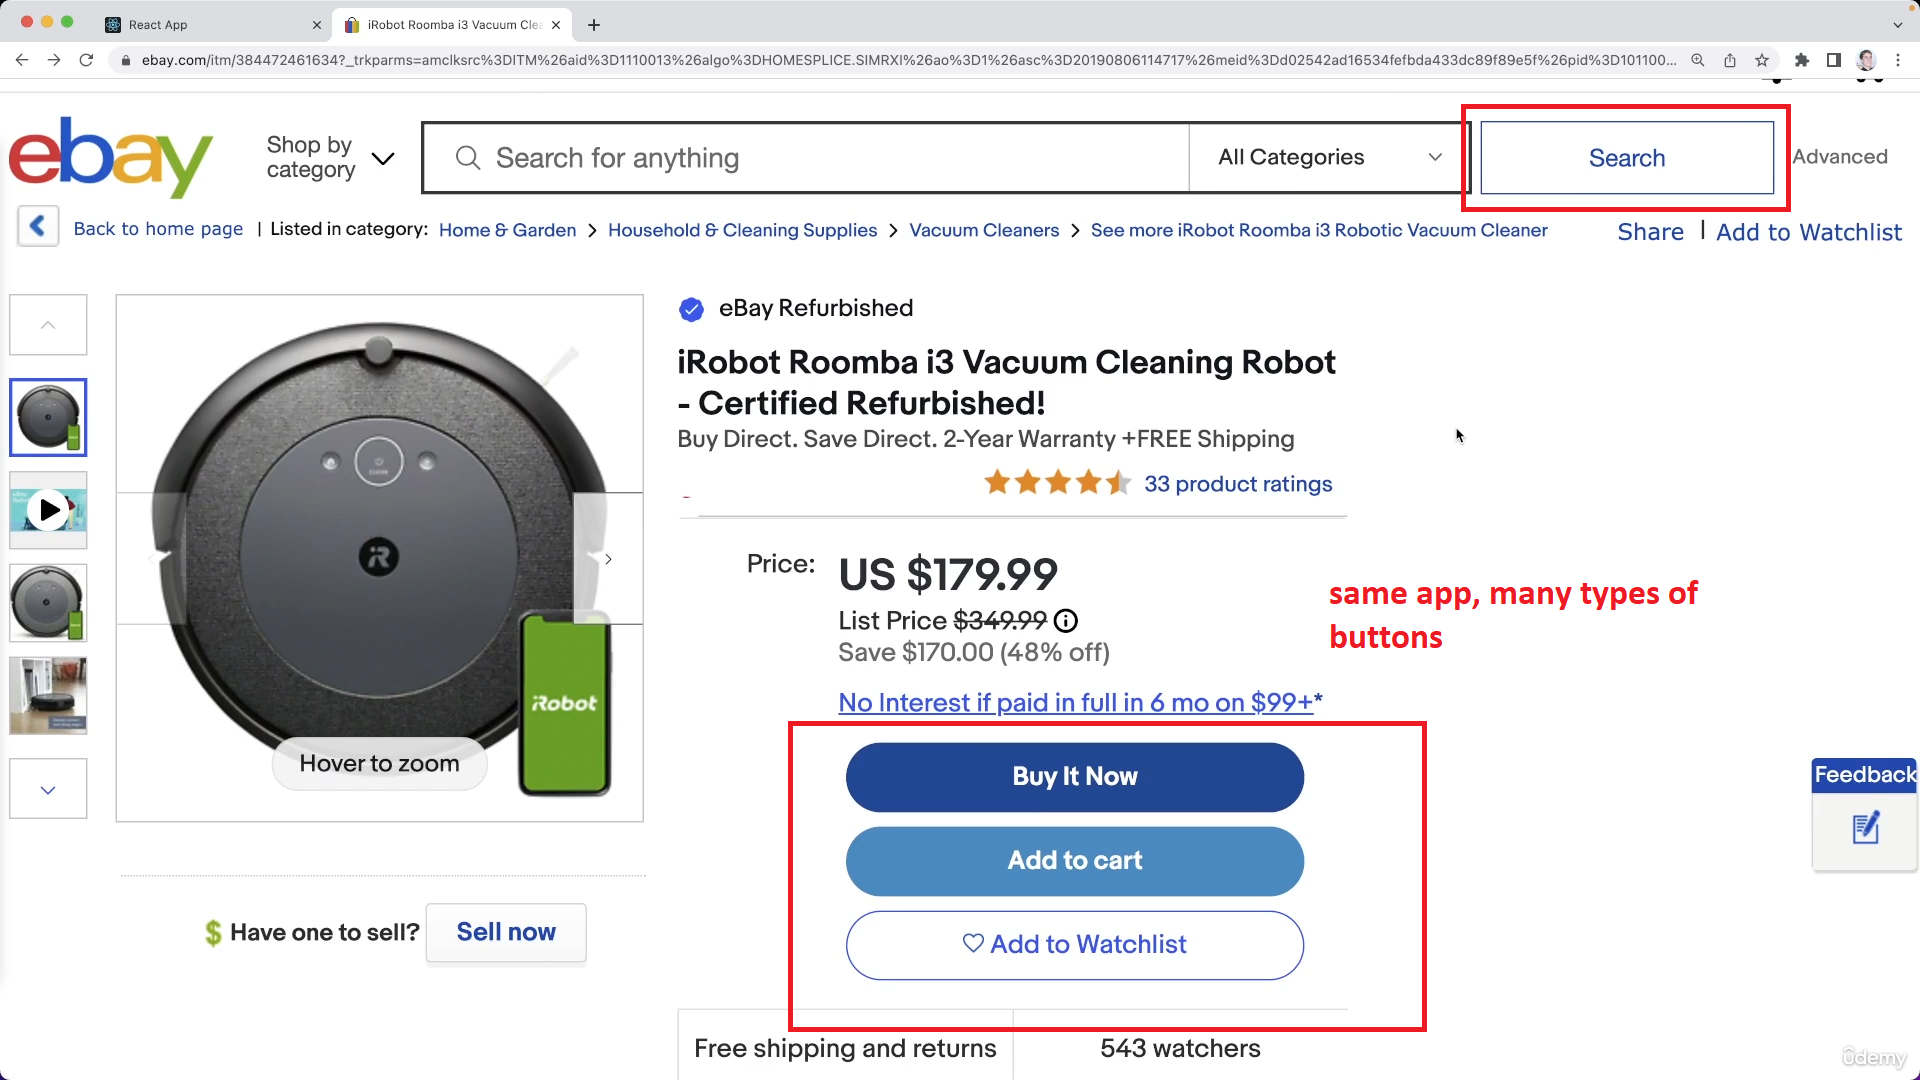 React App
iRobot Roomba i3 Vacuum Clea
ebay.com/itm/384472461634?_trkparms=amclksrc%3DITM%26aid%3D1110013%26algo%3DHOMESPLICE.SIMRXI%26ao%3D1%26asc%3D20190806114717%26meid%3Dd02542ad16534fefbda433dc89f89e5f%26pid%3D101100...
ebay
Shop by
category
Search for anything
All Categories
Search
Advanced
Back to home page | Listed in category: Home & Garden > Household & Cleaning Supplies > Vacuum Cleaners > See more iRobot Roomba i3 Robotic Vacuum Cleaner
Share | Add to Watchlist
eBay Refurbished
iRobot Roomba i3 Vacuum Cleaning Robot
- Certified Refurbished!
Buy Direct. Save Direct. 2-Year Warranty +FREE Shipping
33 product ratings
CLEAN
iR
Price: US $179.99
List Price $349.99
Save $170.00 (48% off)
same app, many types of
buttons
No Interest if paid in full in 6 mo on $99+*
iRobot
Hover to zoom
Buy It Now
Feedback
Add to cart
$ Have one to sell? Sell now
Add to Watchlist
Free shipping and returns
543 watchers
ûdemy